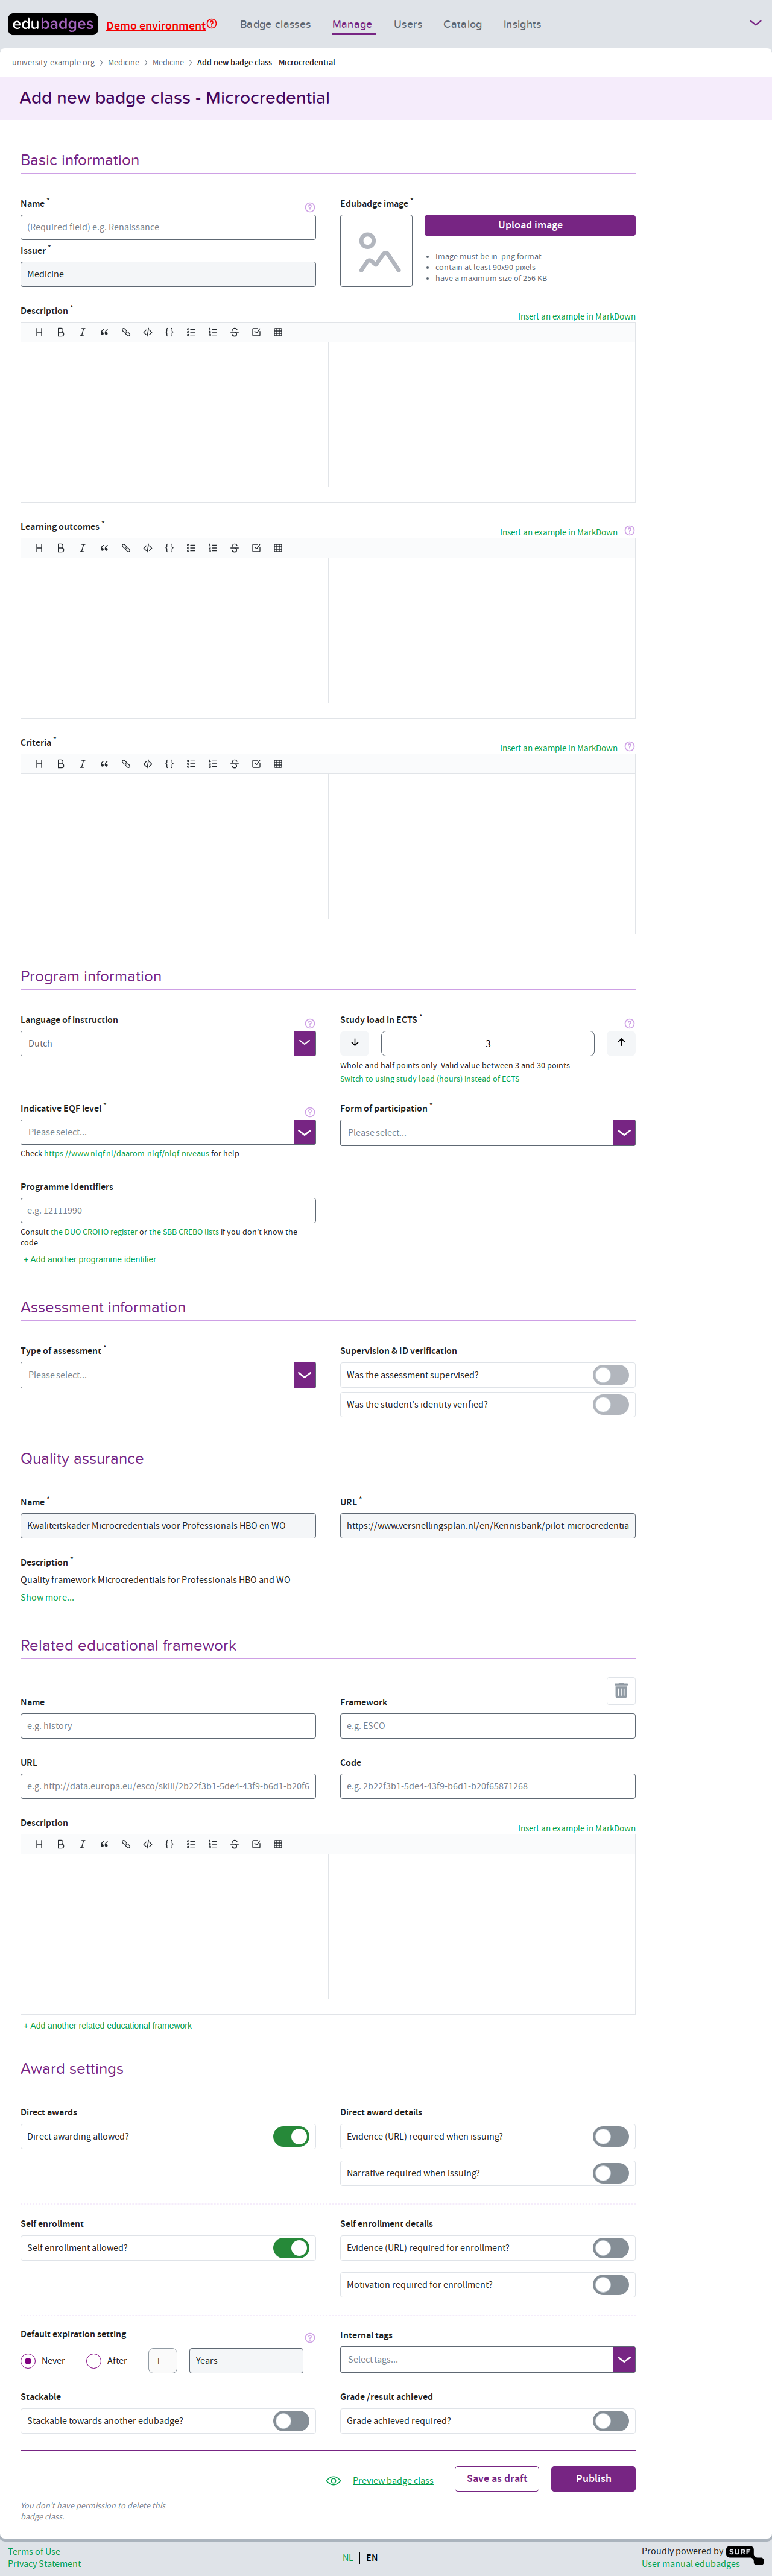 edubadges
Demo environment
Badge classes
Manage
Users
Catalog
Insights
university-example.org
Medicine
Medicine
Add new badge class - Microcredential
Add new badge class - Microcredential
Basic information
Name *
(Required field) e.g. Renaissance
Issuer *
Medicine
Edubadge image *
Upload image
Image must be in .png format
contain at least 90x90 pixels
have a maximum size of 256 KB
Description *
Insert an example in MarkDown
Learning outcomes *
Insert an example in MarkDown
Criteria *
Insert an example in MarkDown
Program information
Language of instruction
Dutch
Study load in ECTS *
3
Whole and half points only. Valid value between 3 and 30 points.
Switch to using study load (hours) instead of ECTS
Indicative EQF level *
Please select...
Check https://www.nlqf.nl/daarom-nlqf/nlqf-niveaus for help
Form of participation *
Please select...
Programme Identifiers
e.g. 12111990
Consult the DUO CROHO register or the SBB CREBO lists if you don't know the
code.
+ Add another programme identifier
Assessment information
Type of assessment *
Please select...
Supervision & ID verification
Was the assessment supervised?
Was the student's identity verified?
Quality assurance
Name *
Kwaliteitskader Microcredentials voor Professionals HBO en WO
URL *
https://www.versnellingsplan.nl/en/Kennisbank/pilot-microcredentia
Description *
Quality framework Microcredentials for Professionals HBO and WO
Show more...
Related educational framework
Name
e.g. history
Framework
e.g. ESCO
URL
e.g. http://data.europa.eu/esco/skill/2b22f3b1-5de4-43f9-b6d1-b20f6
Code
e.g. 2b22f3b1-5de4-43f9-b6d1-b20f65871268
Description
Insert an example in MarkDown
+ Add another related educational framework
Award settings
Direct awards
Direct awarding allowed?
Direct award details
Evidence (URL) required when issuing?
Narrative required when issuing?
Self enrollment
Self enrollment allowed?
Self enrollment details
Evidence (URL) required for enrollment?
Motivation required for enrollment?
Default expiration setting
Never
After
1
Years
Internal tags
Select tags...
Stackable
Stackable towards another edubadge?
Grade /result achieved
Grade achieved required?
Preview badge class
Save as draft
Publish
You don't have permission to delete this
badge class.
Terms of Use
Privacy Statement
NL
EN
Proudly powered by SURF
User manual edubadges